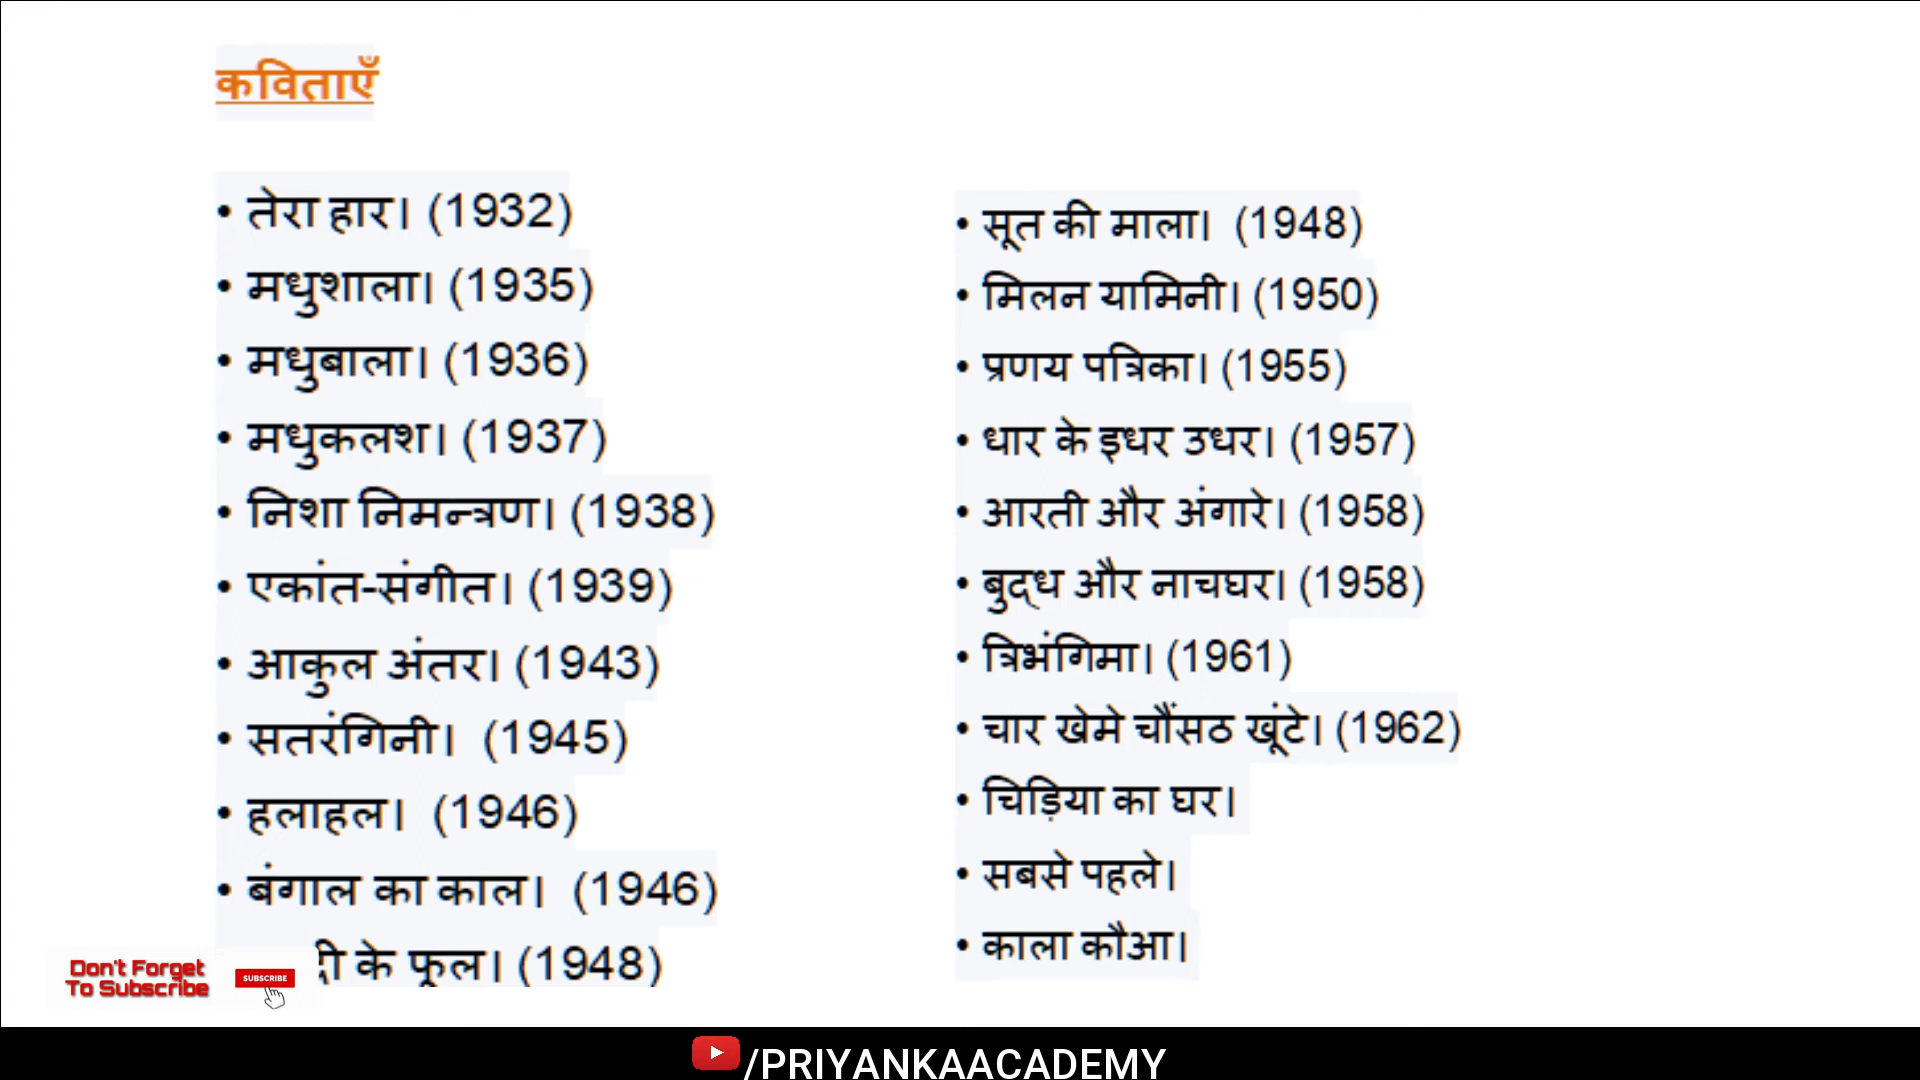 कविताएँ
• तेरा हार। (1932)
• मधुशाला। (1935)
• मधुबाला। (1936)
• मधुकलश। (1937)
• निशा निमन्त्रण। (1938)
• एकांत-संगीत। (1939)
• आकुल अंतर। (1943)
• सतरंगिनी। (1945)
• हलाहल। (1946)
• बंगाल का काल। (1946)
के फूल। (1948)
• सूत की माला। (1948)
• मिलन यामिनी। (1950)
• प्रणय पत्रिका। (1955)
• धार के इधर उधर। (1957)
• आरती और अंगारे। (1958)
• बुद्ध और नाचघर। (1958)
• त्रिभंगिमा। (1961)
• चार खेमे चौंसठ खूंटे। (1962)
• चिड़िया का घर।
• सबसे पहले।
• काला कौआ।
Don't Forget
To Subscribe
SUBSCRIBE
/PRIYANKAACADEMY